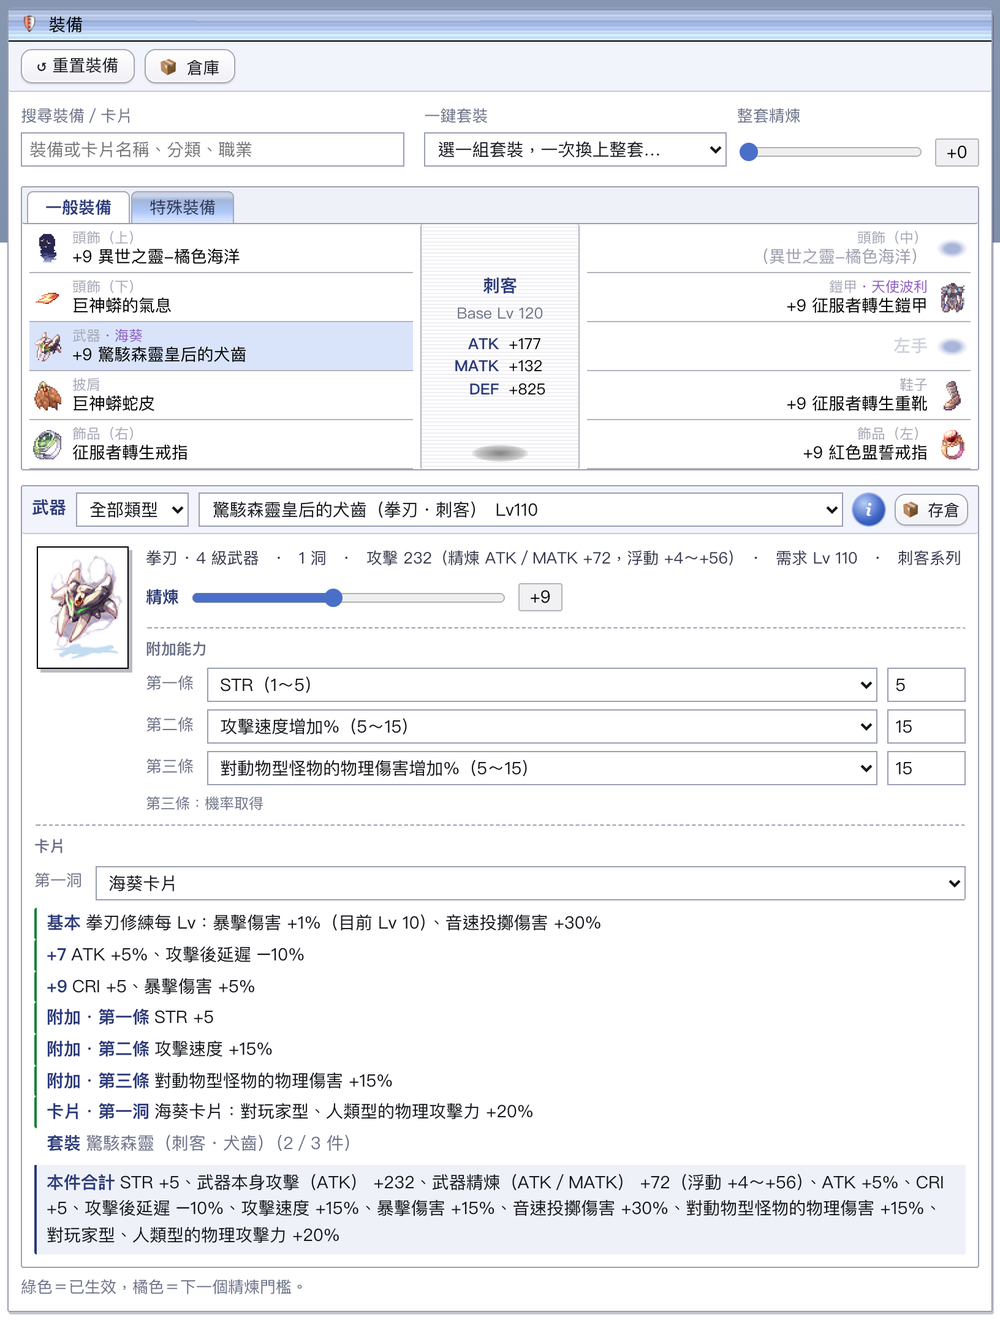 裝備
↺ 重置裝備
倉庫
搜尋裝備 / 卡片
一鍵套裝
整套精煉
裝備或卡片名稱、分類、職業
選一組套裝，一次換上整套…
+0
一般裝備
特殊裝備
頭飾（上）
+9 異世之靈–橘色海洋
頭飾（下）
巨神蟒的氣息
武器 · 海葵
+9 驚駭森靈皇后的犬齒
披肩
巨神蟒蛇皮
飾品（右）
征服者轉生戒指
刺客
Base Lv 120
ATK +177
MATK +132
DEF +825
頭飾（中）
（異世之靈–橘色海洋）
鎧甲 · 天使波利
+9 征服者轉生鎧甲
左手
鞋子
+9 征服者轉生重靴
飾品（左）
+9 紅色盟誓戒指
武器
全部類型
驚駭森靈皇后的犬齒（拳刃 · 刺客） Lv110
i
存倉
拳刃 · 4 級武器 · 1 洞 · 攻擊 232（精煉 ATK / MATK +72，浮動 +4～+56） · 需求 Lv 110 · 刺客系列
精煉
+9
附加能力
第一條
STR（1～5）
5
第二條
攻擊速度增加%（5～15）
15
第三條
對動物型怪物的物理傷害增加%（5～15）
15
第三條：機率取得
卡片
第一洞
海葵卡片
基本 拳刃修練每 Lv：暴擊傷害 +1%（目前 Lv 10）、音速投擲傷害 +30%
+7 ATK +5%、攻擊後延遲 −10%
+9 CRI +5、暴擊傷害 +5%
附加 · 第一條 STR +5
附加 · 第二條 攻擊速度 +15%
附加 · 第三條 對動物型怪物的物理傷害 +15%
卡片 · 第一洞 海葵卡片：對玩家型、人類型的物理攻擊力 +20%
套裝 驚駭森靈（刺客 · 犬齒）（2 / 3 件）
本件合計 STR +5、武器本身攻擊（ATK） +232、武器精煉（ATK / MATK） +72（浮動 +4～+56）、ATK +5%、CRI
+5、攻擊後延遲 −10%、攻擊速度 +15%、暴擊傷害 +15%、音速投擲傷害 +30%、對動物型怪物的物理傷害 +15%、
對玩家型、人類型的物理攻擊力 +20%
綠色＝已生效，橘色＝下一個精煉門檻。